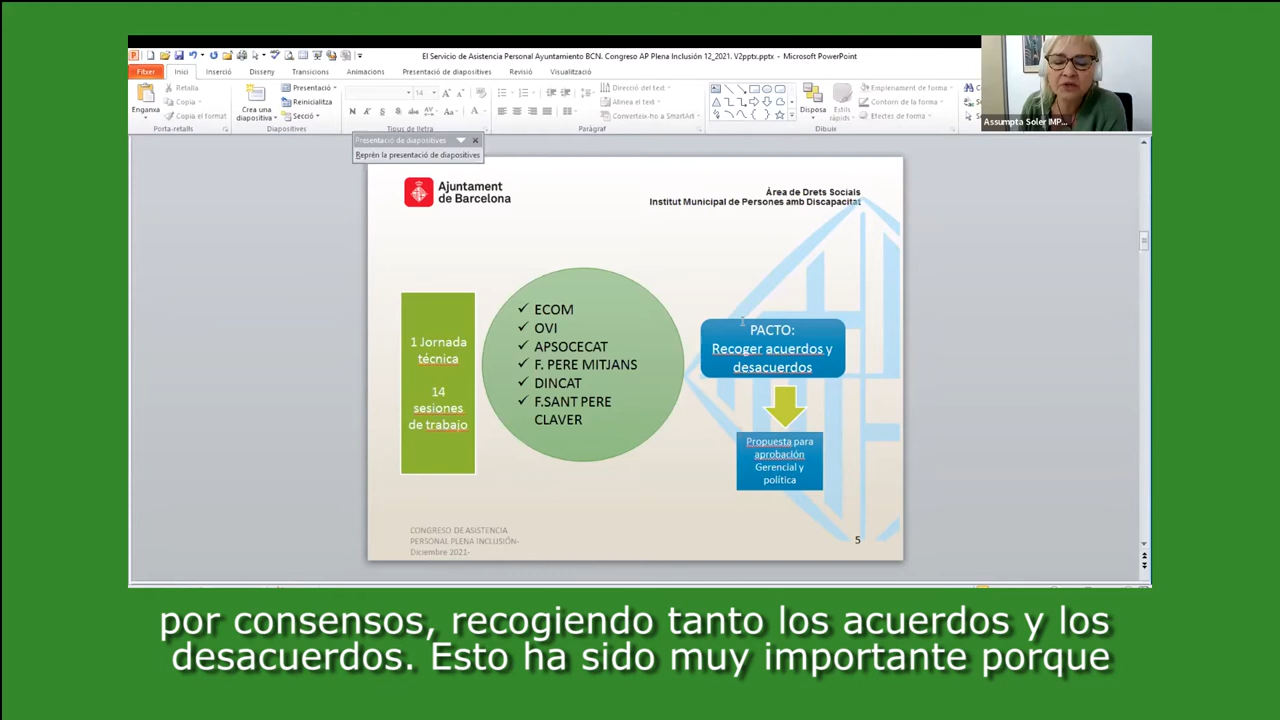 El Servicio de Asistencia Personal Ayuntamiento BCN. Congreso AP Plena Inclusión 12_2021. V2pptx.pptx - Microsoft PowerPoint
Fitxer Inici Inserció Disseny Transicions Animacions Presentació de diapositives Revisió Visualització
Enganxa
Retalla
Copia
Copia el format
Porta-retalls
Crea una diapositiva
Presentació
Reinicialitza
Secció
Diapositives
14
Tipus de lletra
Direcció del text
Alinea el text
Converteix-ho a SmartArt
Paràgraf
Disposa
Estils ràpids
Emplenament de forma
Contorn de la forma
Efectes de forma
Dibuix
Assumpta Soler IMP...
Presentació de diapositives
Reprèn la presentació de diapositives
Ajuntament
de Barcelona
Àrea de Drets Socials
Institut Municipal de Persones amb Discapacitat
1 Jornada
técnica
14
sesiones
de trabajo
✓ ECOM
✓ OVI
✓ APSOCECAT
✓ F. PERE MITJANS
✓ DINCAT
✓ F.SANT PERE
CLAVER
PACTO:
Recoger acuerdos y
desacuerdos
Propuesta para
aprobación
Gerencial y
política
CONGRESO DE ASISTENCIA
PERSONAL PLENA INCLUSIÓN-
Diciembre 2021-
5
por consensos, recogiendo tanto los acuerdos y los
desacuerdos. Esto ha sido muy importante porque